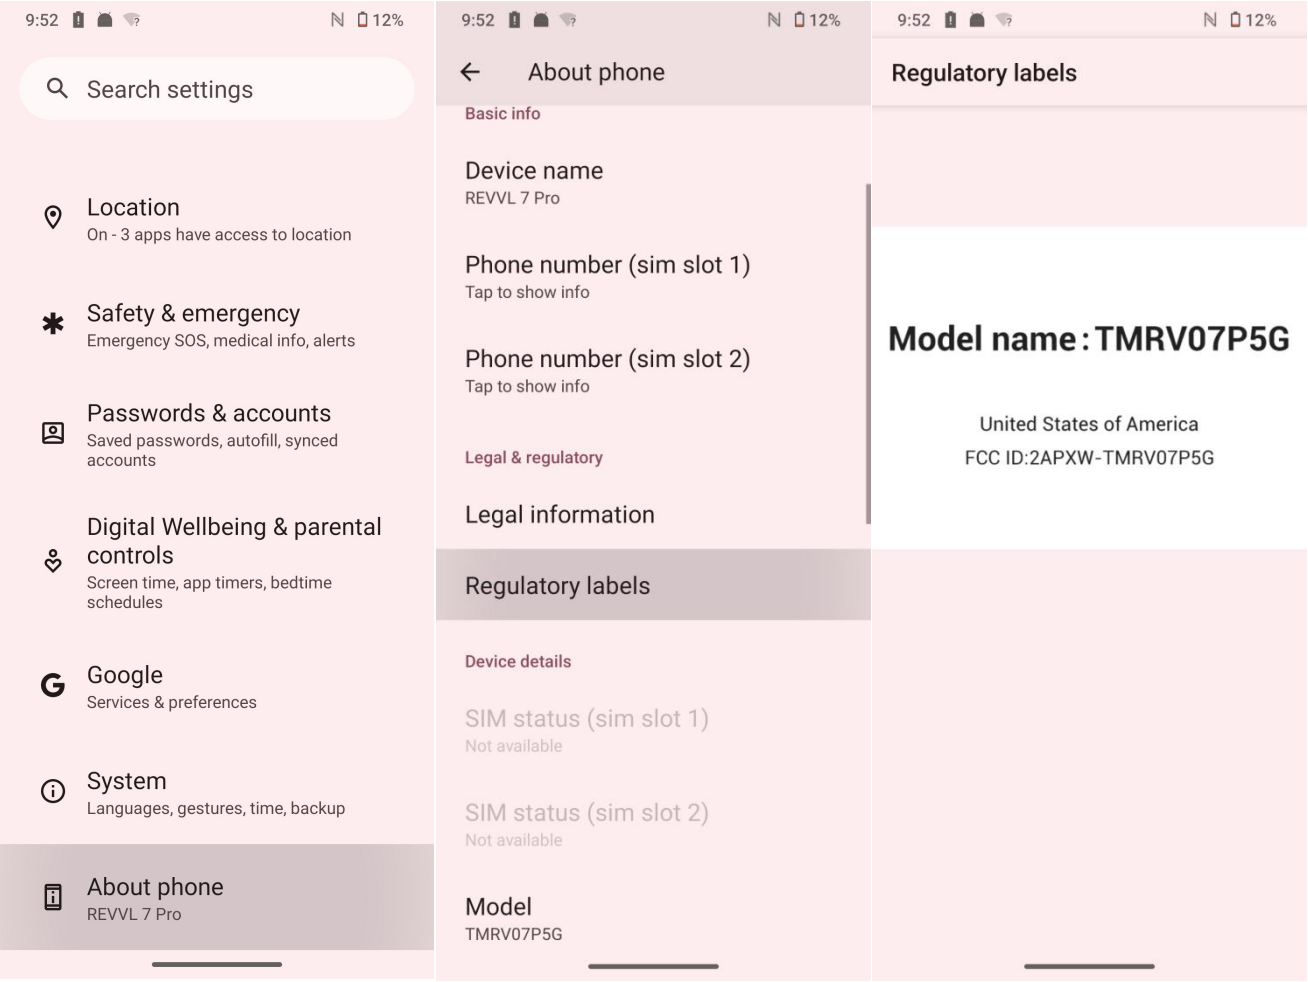 9:52
12%
Search settings
Location
On - 3 apps have access to location
Safety & emergency
Emergency SOS, medical info, alerts
Passwords & accounts
Saved passwords, autofill, synced
accounts
Digital Wellbeing & parental
controls
Screen time, app timers, bedtime
schedules
Google
Services & preferences
System
Languages, gestures, time, backup
About phone
REVVL 7 Pro
9:52
12%
About phone
Basic info
Device name
REVVL 7 Pro
Phone number (sim slot 1)
Tap to show info
Phone number (sim slot 2)
Tap to show info
Legal & regulatory
Legal information
Regulatory labels
Device details
SIM status (sim slot 1)
Not available
SIM status (sim slot 2)
Not available
Model
TMRV07P5G
9:52
12%
Regulatory labels
Model name : TMRV07P5G
United States of America
FCC ID:2APXW-TMRV07P5G